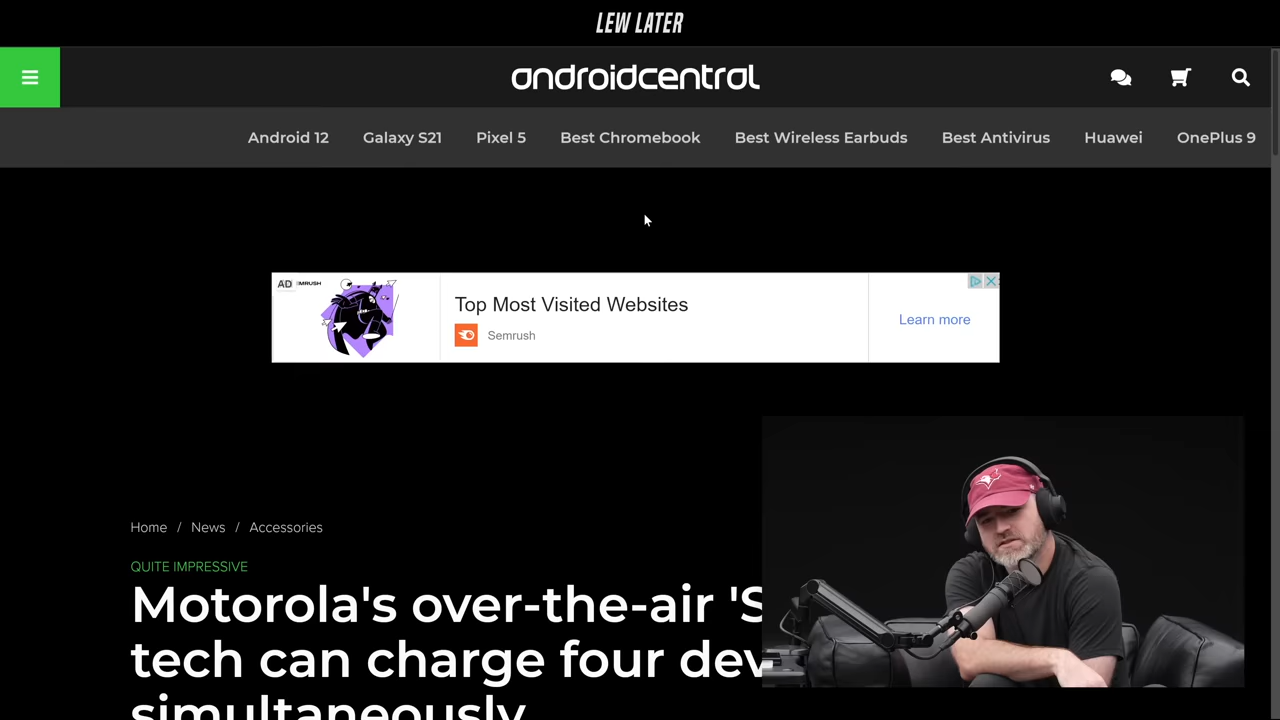 LEW LATER
androidcentral
Android 12 Galaxy S21 Pixel 5 Best Chromebook Best Wireless Earbuds Best Antivirus Huawei OnePlus 9
AD
Top Most Visited Websites
Semrush
Learn more
Home / News / Accessories
QUITE IMPRESSIVE
Motorola's over-the-air 'S
tech can charge four dev
simultaneously